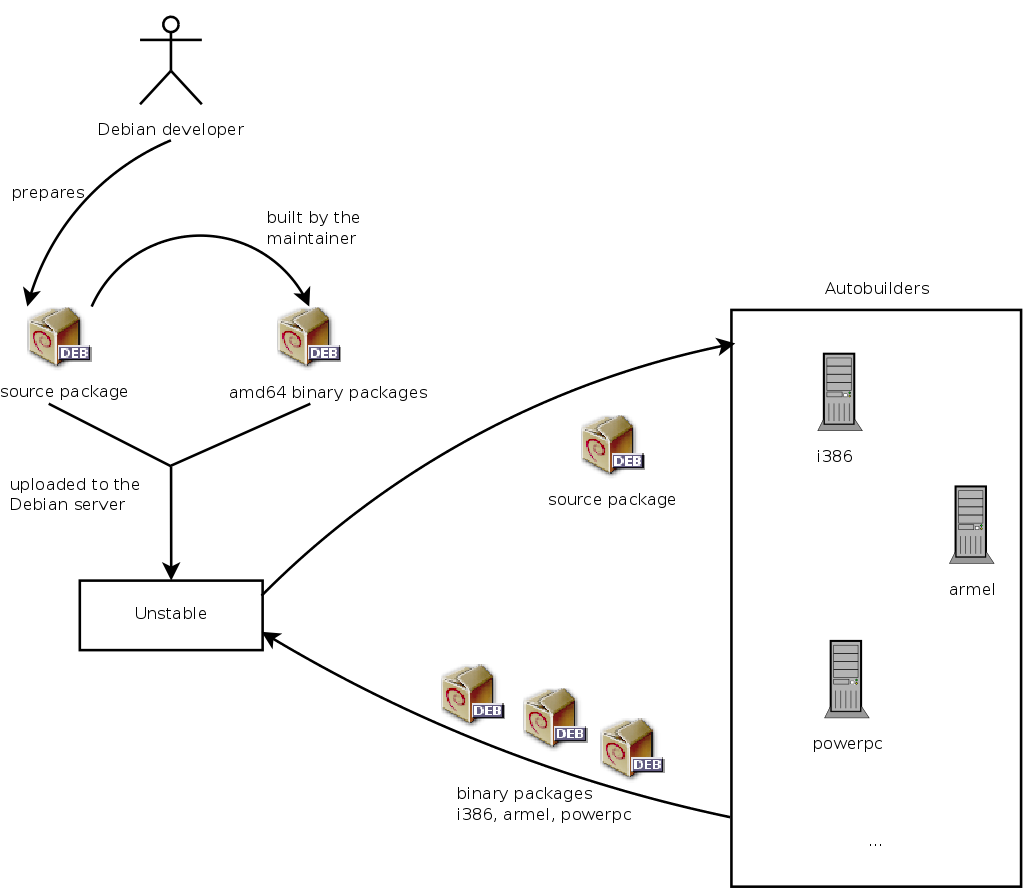 Debian developer
prepares
built by the
maintainer
Autobuilders
DEB
DEB
source package
amd64 binary packages
i386
DEB
source package
uploaded to the
Debian server
armel
Unstable
DEB
DEB
DEB
powerpc
binary packages
i386, armel, powerpc
...